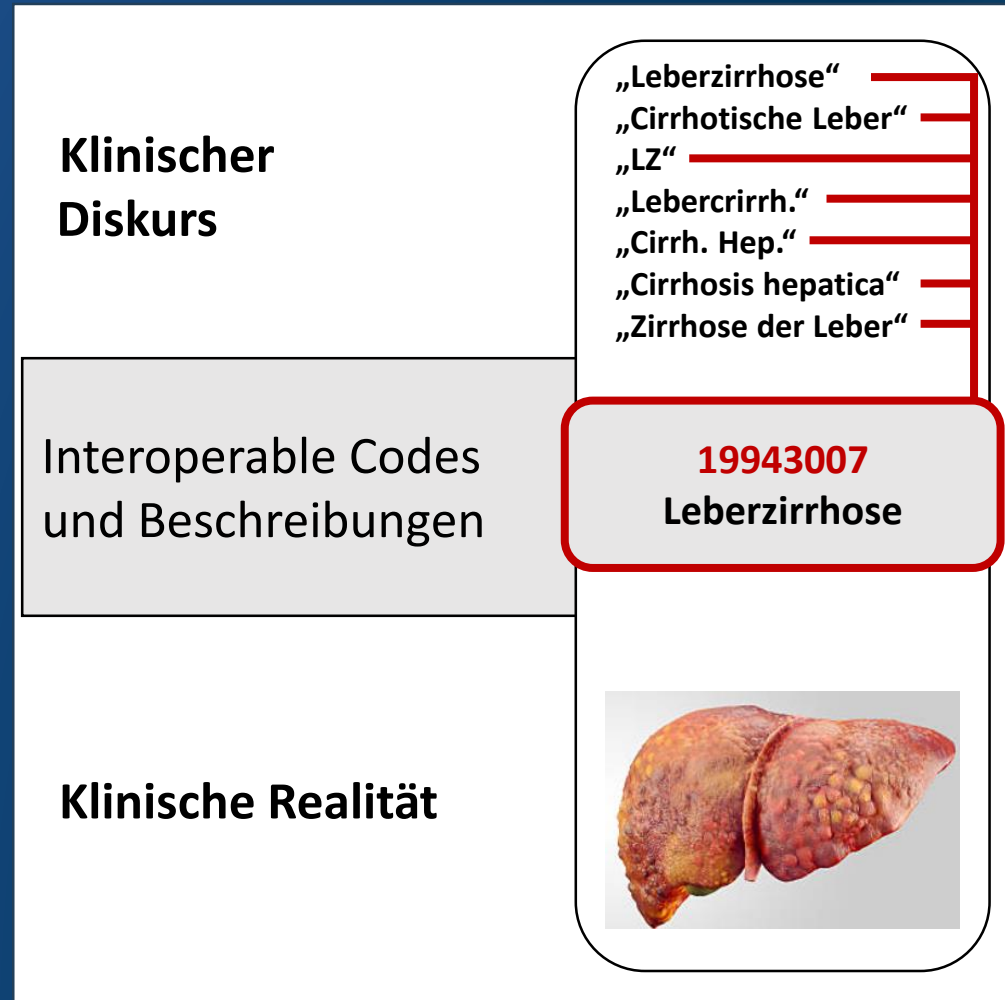 Klinischer
Diskurs
„Leberzirrhose“
„Cirrhotische Leber“
„LZ“
„Lebercrirrh.“
„Cirrh. Hep.“
„Cirrhosis hepatica“
„Zirrhose der Leber“
Interoperable Codes
und Beschreibungen
19943007
Leberzirrhose
Klinische Realität